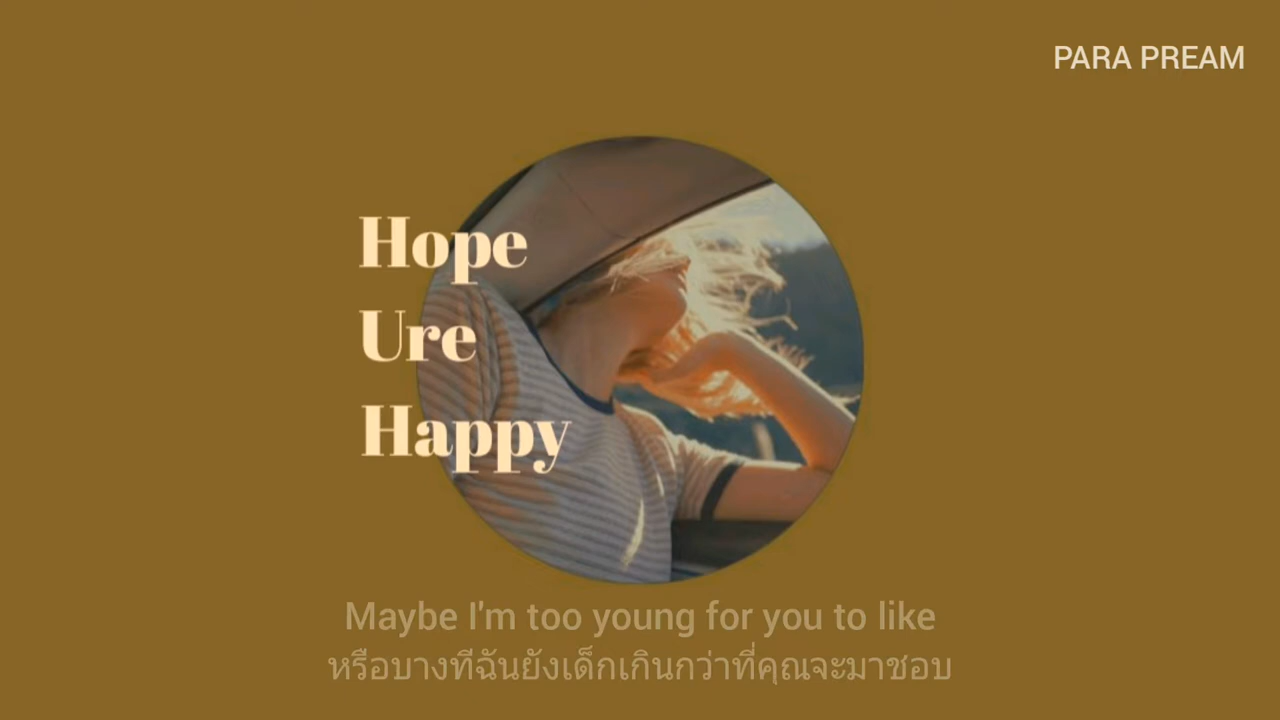 PARA PREAM
Hope
Ure
Happy
Maybe I'm too young for you to like
หรือบางทีฉันยังเด็กเกินกว่าที่คุณจะมาชอบ